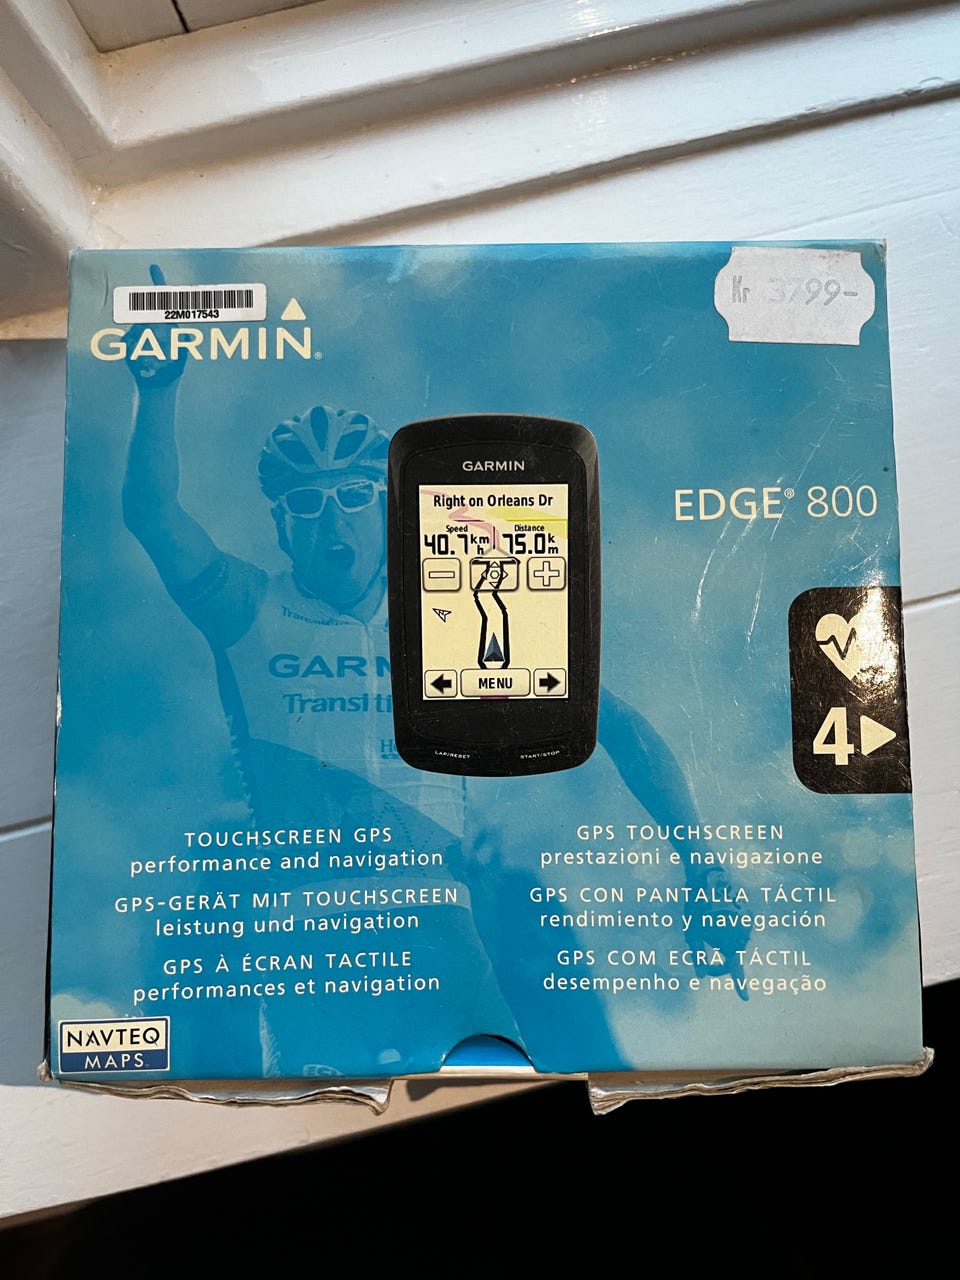 22M017543
Kr 3799-
GARMIN®
GARMIN
Right on Orleans Dr
Speed
Distance
40.7 km/h
75.0 km
EDGE® 800
MENU
LAP/RESET
START/STOP
4
TOUCHSCREEN GPS
performance and navigation
GPS-GERÄT MIT TOUCHSCREEN
leistung und navigation
GPS À ÉCRAN TACTILE
performances et navigation
GPS TOUCHSCREEN
prestazioni e navigazione
GPS CON PANTALLA TÁCTIL
rendimiento y navegación
GPS COM ECRÃ TÁCTIL
desempenho e navegação
NAVTEQ
MAPS